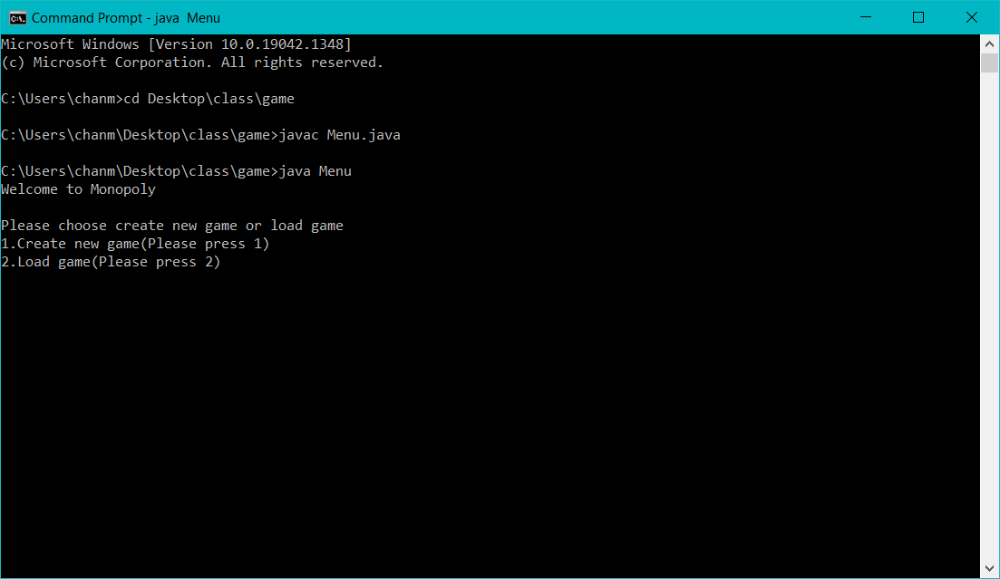 Command Prompt - java  Menu
Microsoft Windows [Version 10.0.19042.1348]
(c) Microsoft Corporation. All rights reserved.
C:\Users\chanm>cd Desktop\class\game
C:\Users\chanm\Desktop\class\game>javac Menu.java
C:\Users\chanm\Desktop\class\game>java Menu
Welcome to Monopoly
Please choose create new game or load game
1.Create new game(Please press 1)
2.Load game(Please press 2)